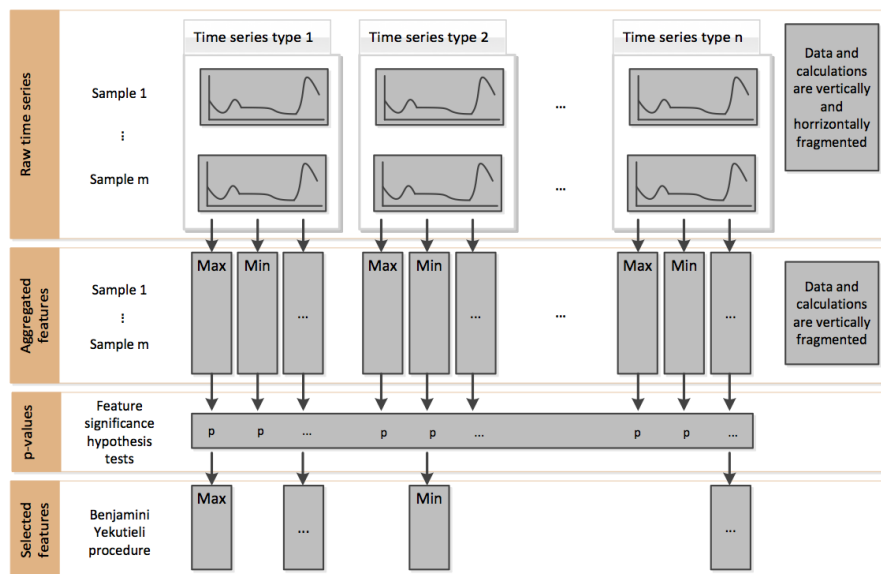 Time series type 1
Time series type 2
Time series type n
Raw time series
Sample 1
⋮
Sample m
...
...
Data and
calculations
are vertically
and
horrizontally
fragmented
Aggregated
features
Sample 1
⋮
Sample m
Max
Min
...
Max
Min
...
...
Max
Min
...
Data and
calculations
are vertically
fragmented
p-values
Feature
significance
hypothesis
tests
p
p
...
p
p
...
p
p
...
Selected
features
Benjamini
Yekutieli
procedure
Max
...
Min
...